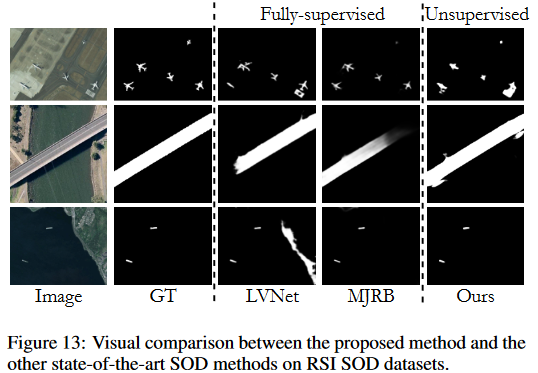 Fully-supervised Unsupervised
Image GT LVNet MJRB Ours
Figure 13: Visual comparison between the proposed method and the
other state-of-the-art SOD methods on RSI SOD datasets.